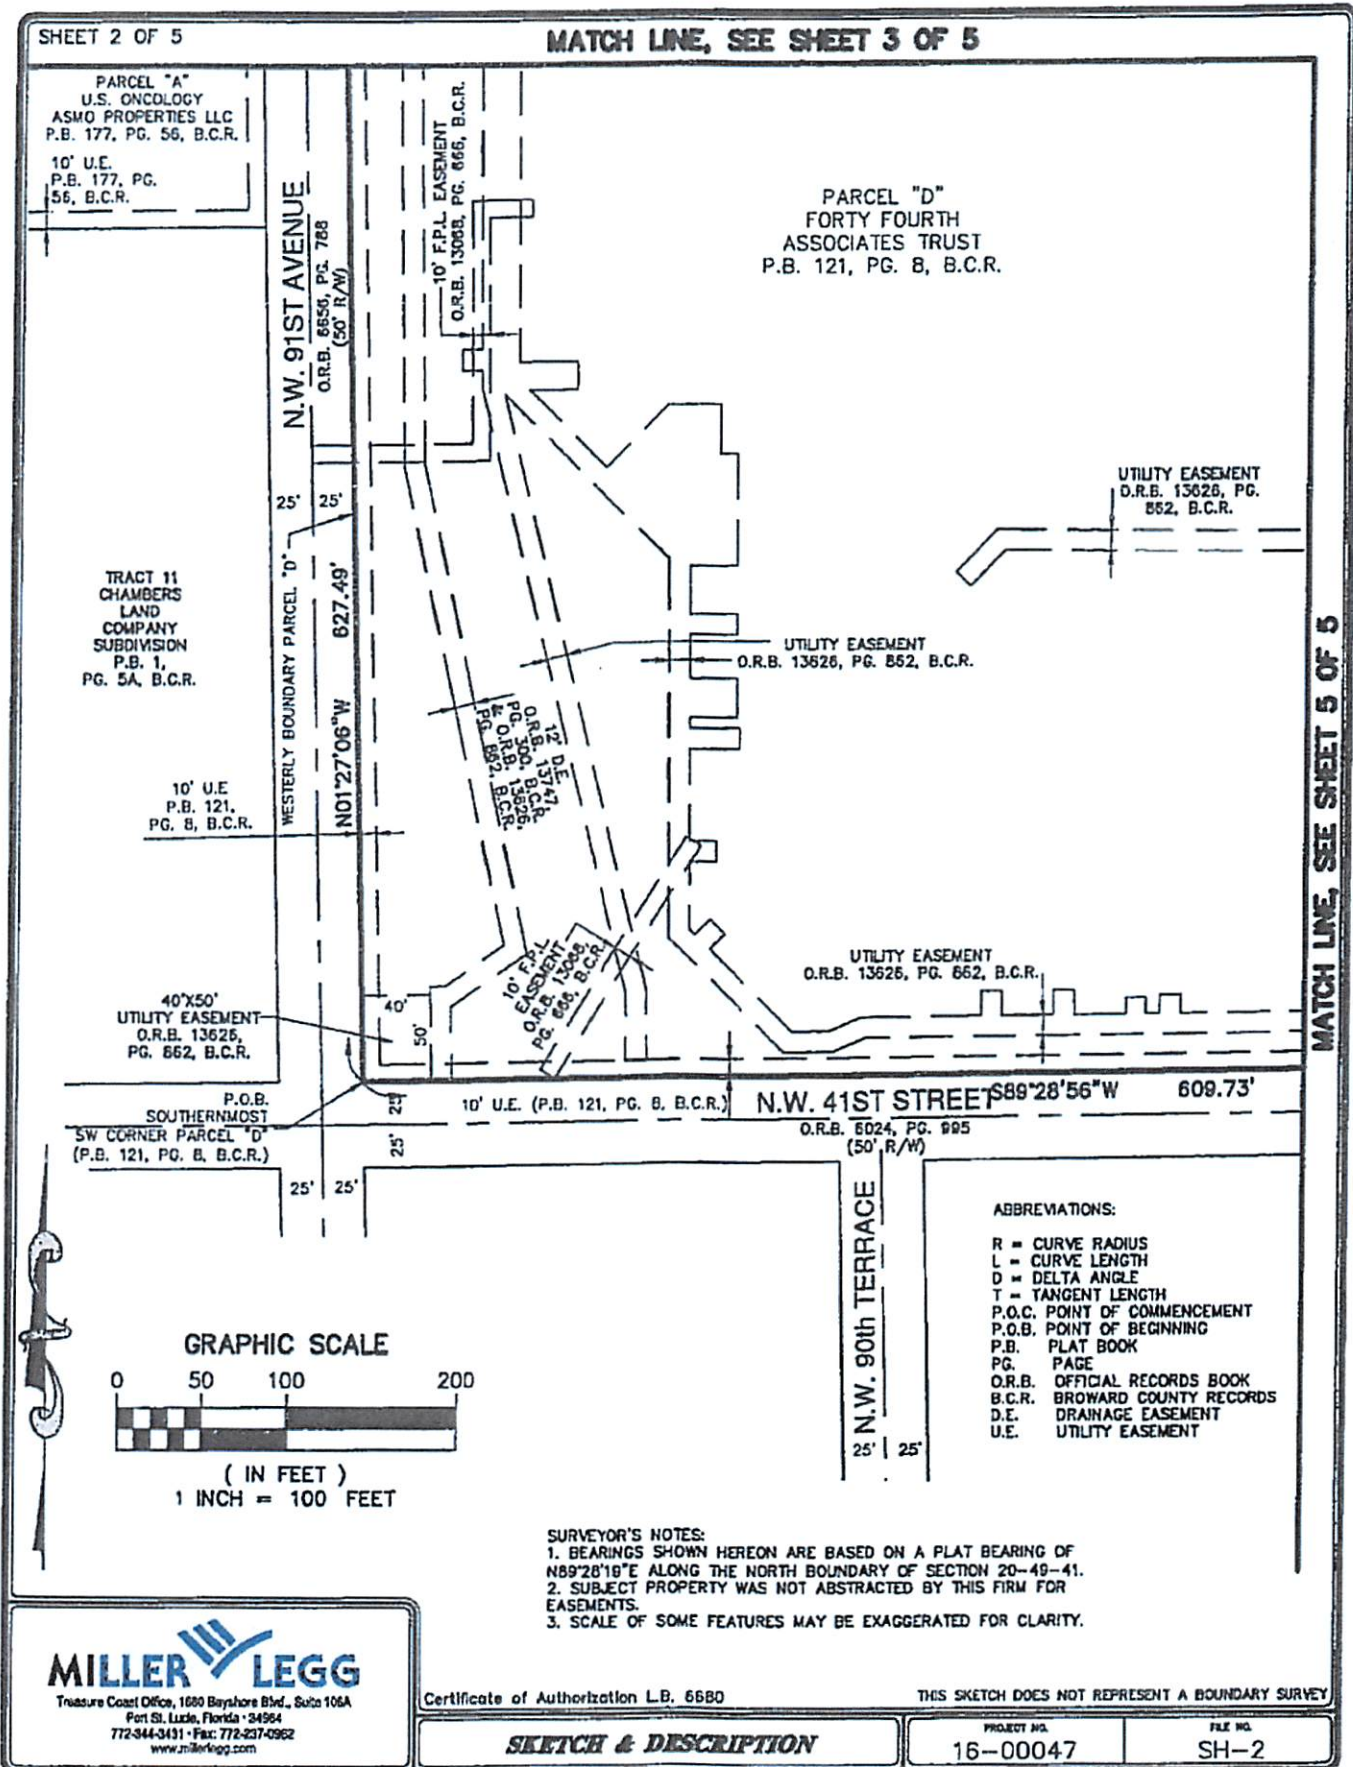 SHEET 2 OF 5
MATCH LINE, SEE SHEET 3 OF 5
PARCEL "A"
U.S. ONCOLOGY
ASMO PROPERTIES LLC
P.B. 177, PG. 56, B.C.R.
10' U.E.
P.B. 177, PG.
56, B.C.R.
N.W. 91ST AVENUE
O.R.B. 6656, PG. 788
(50' R/W)
10' F.P.L. EASEMENT
O.R.B. 13068, PG. 666, B.C.R.
PARCEL "D"
FORTY FOURTH
ASSOCIATES TRUST
P.B. 121, PG. 8, B.C.R.
UTILITY EASEMENT
O.R.B. 13626, PG.
862, B.C.R.
25'
25'
TRACT 11
CHAMBERS
LAND
COMPANY
SUBDIVISION
P.B. 1,
PG. 5A, B.C.R.
WESTERLY BOUNDARY PARCEL "D"
N01°27'06"W 627.49'
UTILITY EASEMENT
O.R.B. 13626, PG. 862, B.C.R.
12' D.E.
O.R.B. 13747,
PG. 300, B.C.R.
& O.R.B. 13626,
PG. 862, B.C.R.
10' U.E
P.B. 121,
PG. 8, B.C.R.
MATCH LINE, SEE SHEET 5 OF 5
10' F.P.L
EASEMENT
O.R.B. 13068,
PG. 666, B.C.R.
UTILITY EASEMENT
O.R.B. 13626, PG. 862, B.C.R.
40'X50'
UTILITY EASEMENT
O.R.B. 13626,
PG. 862, B.C.R.
40'
50'
P.O.B.
SOUTHERNMOST
SW CORNER PARCEL "D"
(P.B. 121, PG. 8, B.C.R.)
25'
25'
10' U.E. (P.B. 121, PG. 8, B.C.R.)
N.W. 41ST STREET
S89°28'56"W 609.73'
O.R.B. 6024, PG. 995
(50' R/W)
25'
25'
N.W. 90th TERRACE
25'
25'
ABBREVIATIONS:
R = CURVE RADIUS
L = CURVE LENGTH
D = DELTA ANGLE
T = TANGENT LENGTH
P.O.C. POINT OF COMMENCEMENT
P.O.B. POINT OF BEGINNING
P.B. PLAT BOOK
PG. PAGE
O.R.B. OFFICIAL RECORDS BOOK
B.C.R. BROWARD COUNTY RECORDS
D.E. DRAINAGE EASEMENT
U.E. UTILITY EASEMENT
GRAPHIC SCALE
0 50 100 200
( IN FEET )
1 INCH = 100 FEET
SURVEYOR'S NOTES:
1. BEARINGS SHOWN HEREON ARE BASED ON A PLAT BEARING OF
N89°28'19"E ALONG THE NORTH BOUNDARY OF SECTION 20-49-41.
2. SUBJECT PROPERTY WAS NOT ABSTRACTED BY THIS FIRM FOR
EASEMENTS.
3. SCALE OF SOME FEATURES MAY BE EXAGGERATED FOR CLARITY.
MILLER LEGG
Treasure Coast Office, 1680 Bayshore Blvd., Suite 106A
Port St. Lucie, Florida · 34984
772-344-3431 · Fax: 772-237-0962
www.millerlegg.com
Certificate of Authorization L.B. 6680
THIS SKETCH DOES NOT REPRESENT A BOUNDARY SURVEY
SKETCH & DESCRIPTION
PROJECT NO.
16-00047
FILE NO.
SH-2